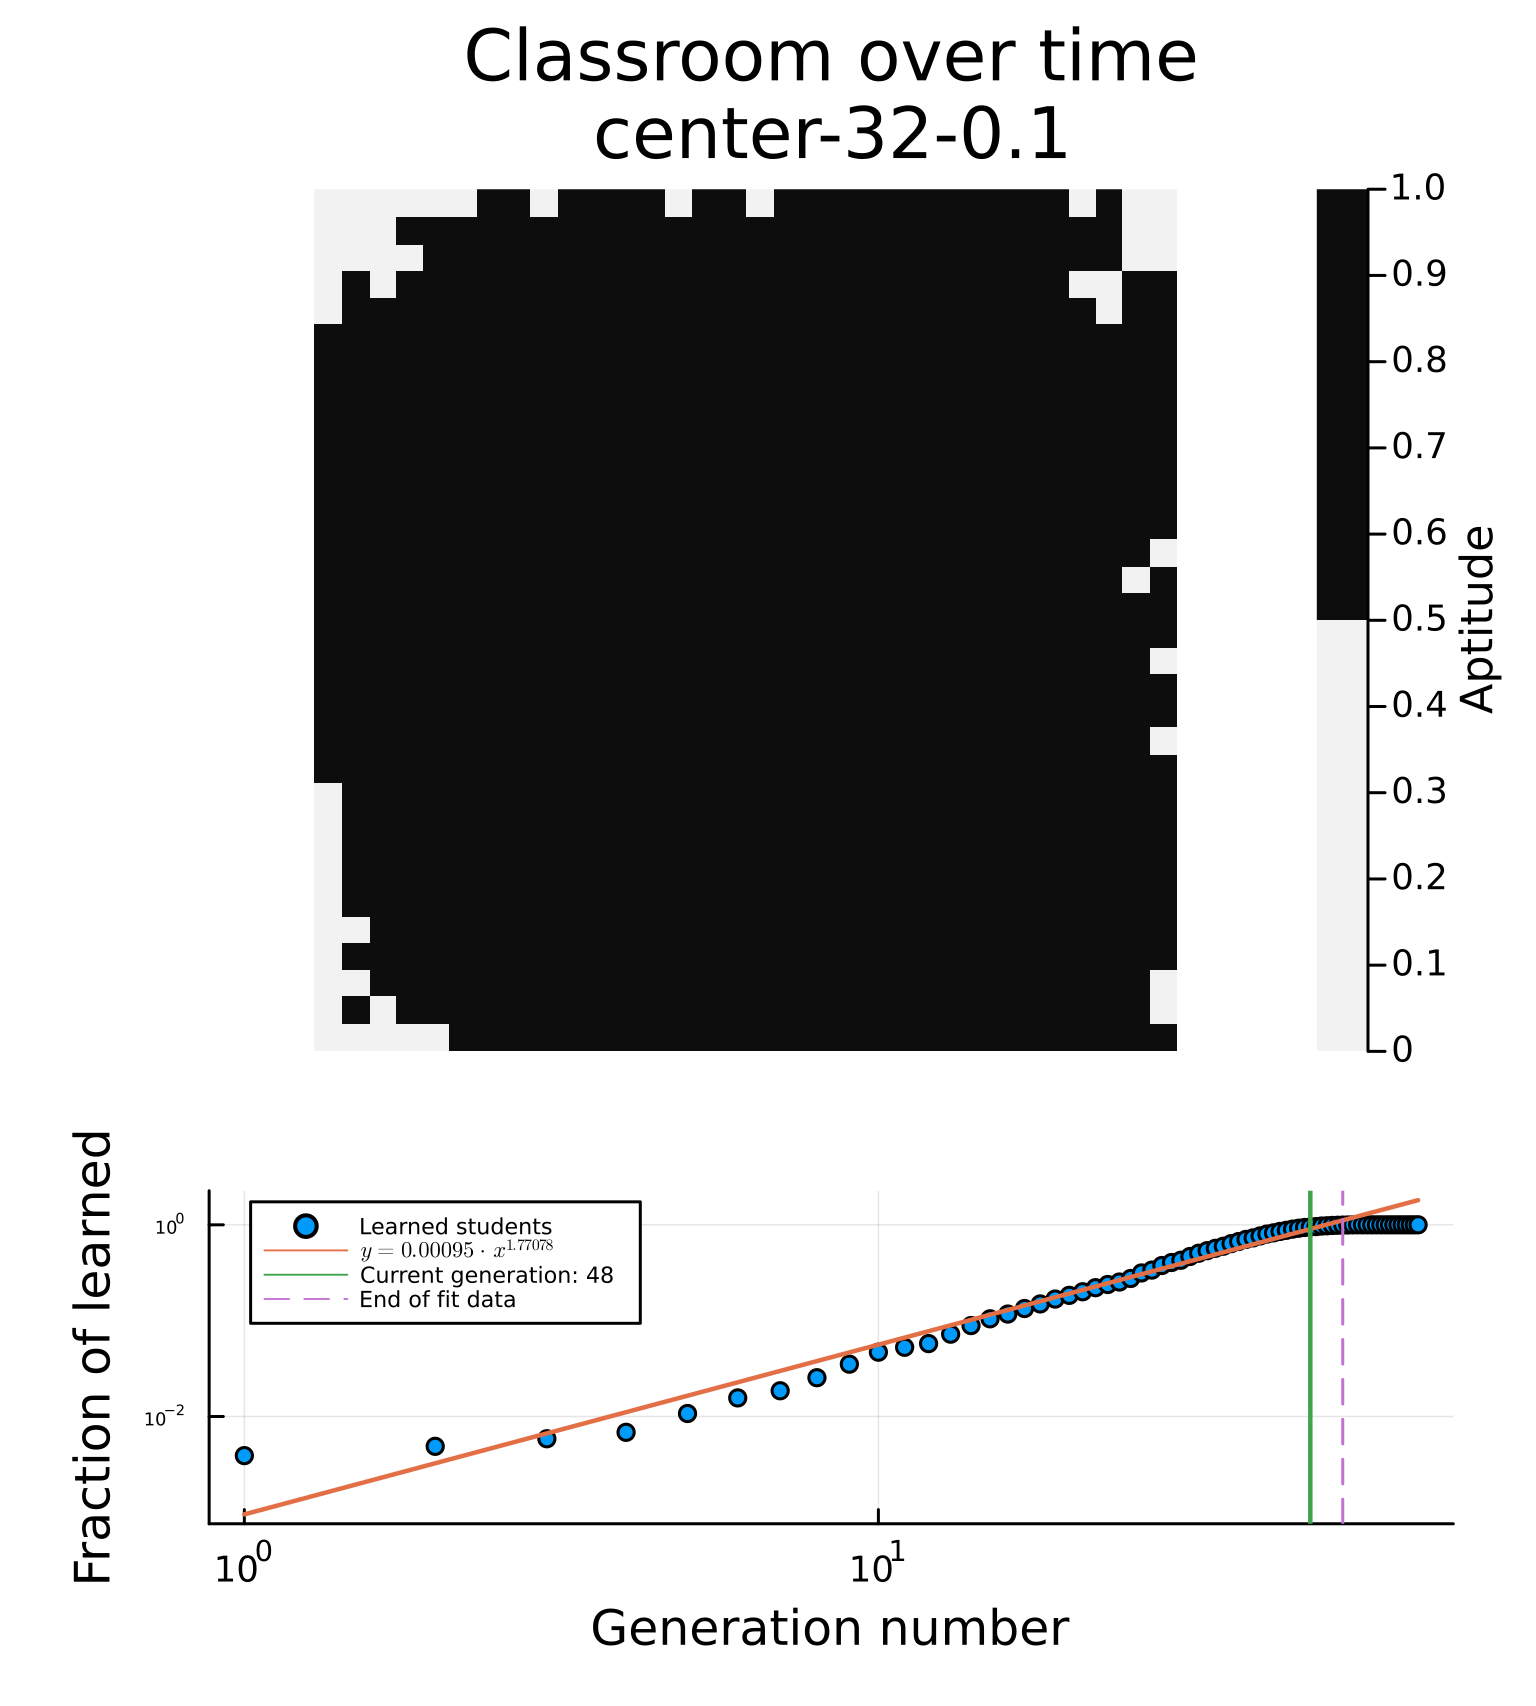 Classroom over time
center-32-0.1
1.0
0.9
0.8
0.7
0.6
0.5
0.4
0.3
0.2
0.1
0
Aptitude
Fraction of learned
10^0
10^−2
Learned students
y = 0.00095 · x^1.77078
Current generation: 48
End of fit data
10^0
10^1
Generation number